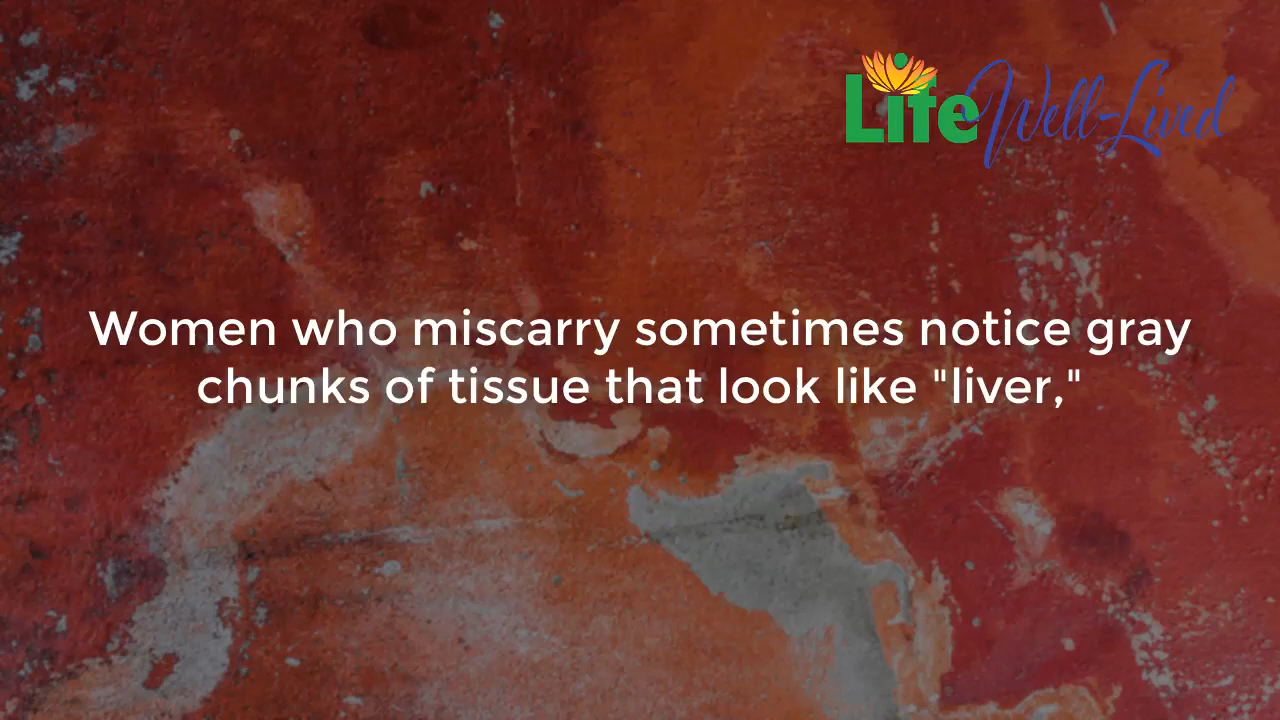 Life Well-Lived
Women who miscarry sometimes notice gray
chunks of tissue that look like "liver,"